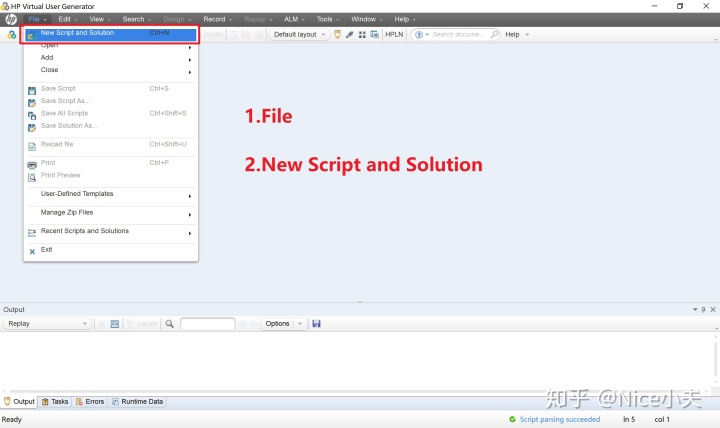 HP Virtual User Generator
File Edit View Search Design Record Replay ALM Tools Window Help
New Script and Solution Ctrl+N
Studio Default layout HPLN Search docume... Help
Open
Add
Close
Save Script Ctrl+S
Save Script As...
Save All Scripts Ctrl+Shift+S
Save Solution As...
Reload file Ctrl+Shift+U
Print Ctrl+P
Print Preview
User-Defined Templates
Manage Zip Files
Recent Scripts and Solutions
Exit
1.File
2.New Script and Solution
Output
Replay Locate Options
Output Tasks Errors Runtime Data
知乎 @Nice小夫
Ready Script parsing succeeded ln 5 col 1